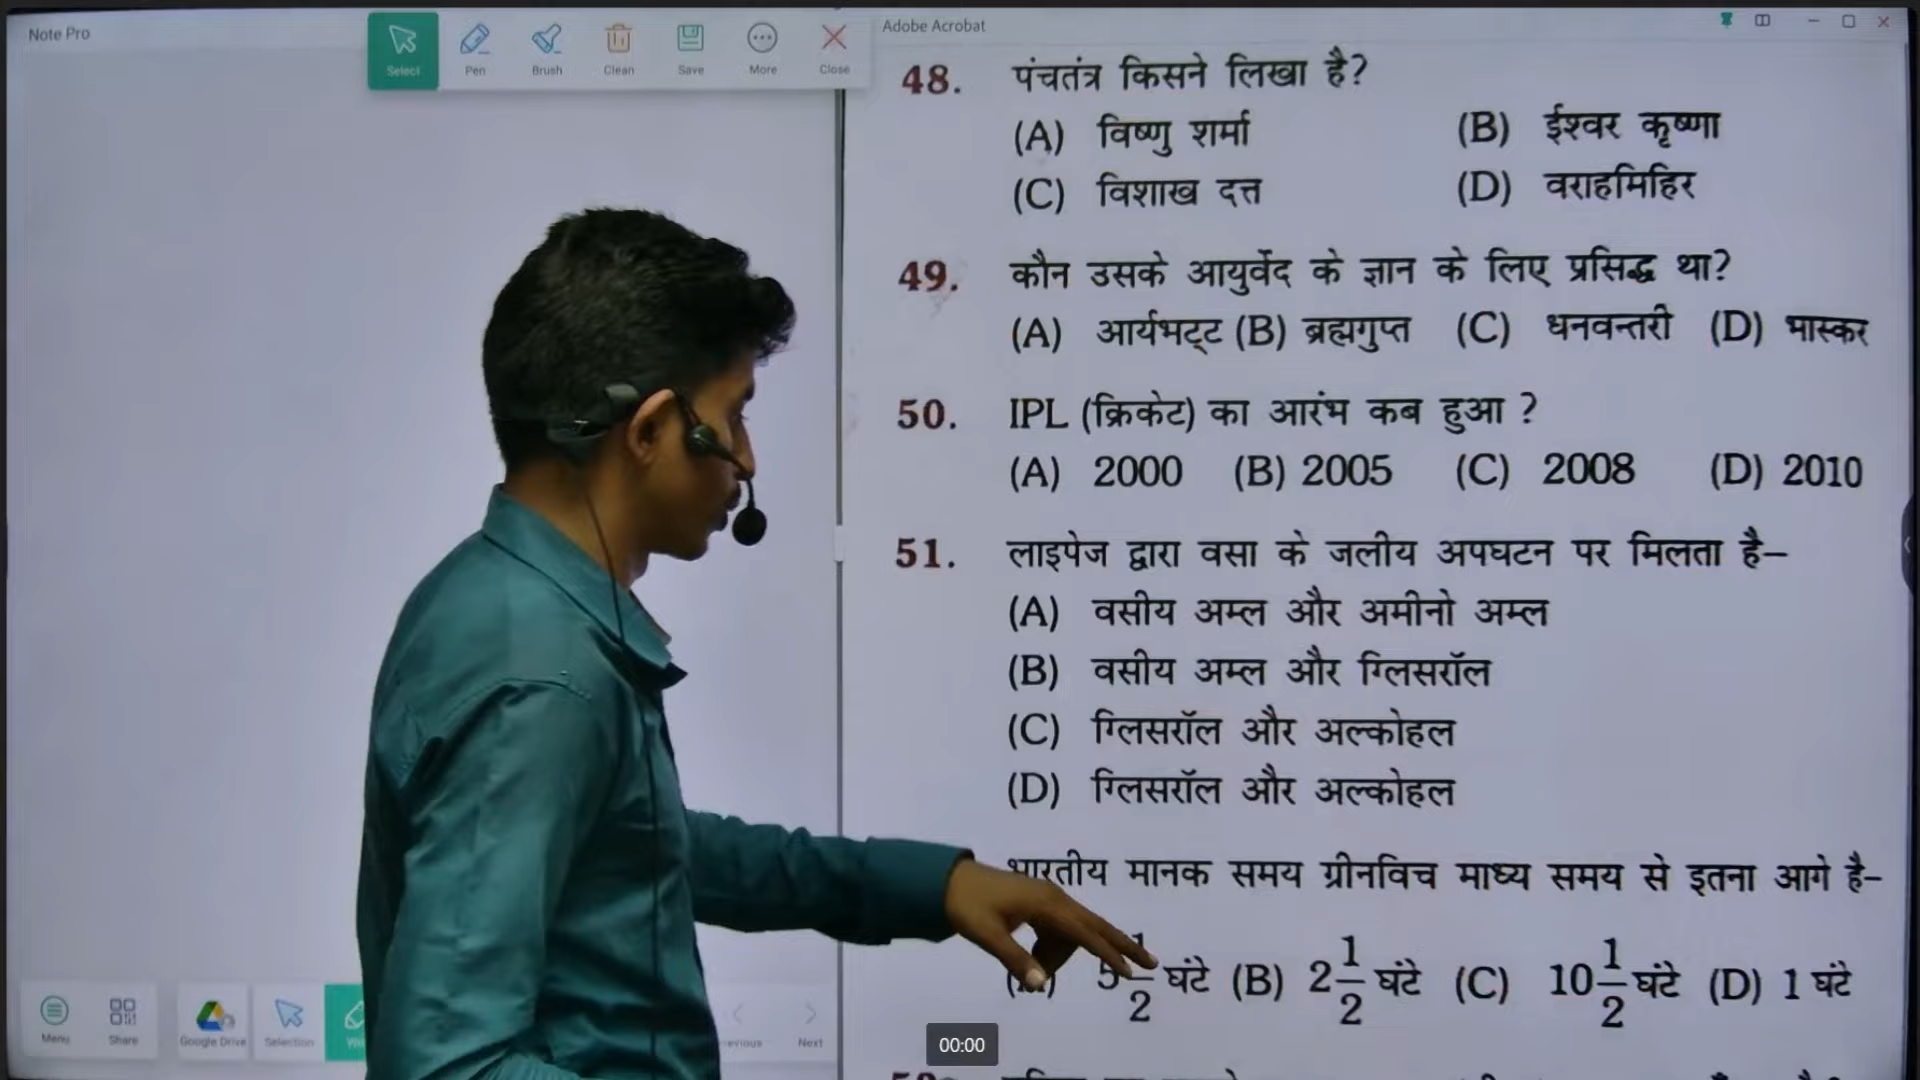 Note Pro
Select Pen Brush Clean Save More Close
Adobe Acrobat
48. पंचतंत्र किसने लिखा है?
(A) विष्णु शर्मा (B) ईश्वर कृष्णा
(C) विशाख दत्त (D) वराहमिहिर
49. कौन उसके आयुर्वेद के ज्ञान के लिए प्रसिद्ध था?
(A) आर्यभट्ट (B) ब्रह्मगुप्त (C) धनवन्तरी (D) भास्कर
50. IPL (क्रिकेट) का आरंभ कब हुआ ?
(A) 2000 (B) 2005 (C) 2008 (D) 2010
51. लाइपेज द्वारा वसा के जलीय अपघटन पर मिलता है–
(A) वसीय अम्ल और अमीनो अम्ल
(B) वसीय अम्ल और ग्लिसरॉल
(C) ग्लिसरॉल और अल्कोहल
(D) ग्लिसरॉल और अल्कोहल
भारतीय मानक समय ग्रीनविच माध्य समय से इतना आगे है–
5 1/2 घंटे (B) 2 1/2 घंटे (C) 10 1/2 घंटे (D) 1 घंटे
Menu Share Google Drive Selection Next
00:00